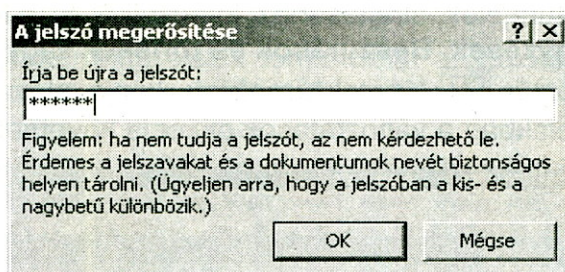 A jelszó megerősítése
Írja be újra a jelszót:
******
Figyelem: ha nem tudja a jelszót, az nem kérdezhető le.
Érdemes a jelszavakat és a dokumentumok nevét biztonságos
helyen tárolni. (Ügyeljen arra, hogy a jelszóban a kis- és a
nagybetű különbözik.)
OK Mégse